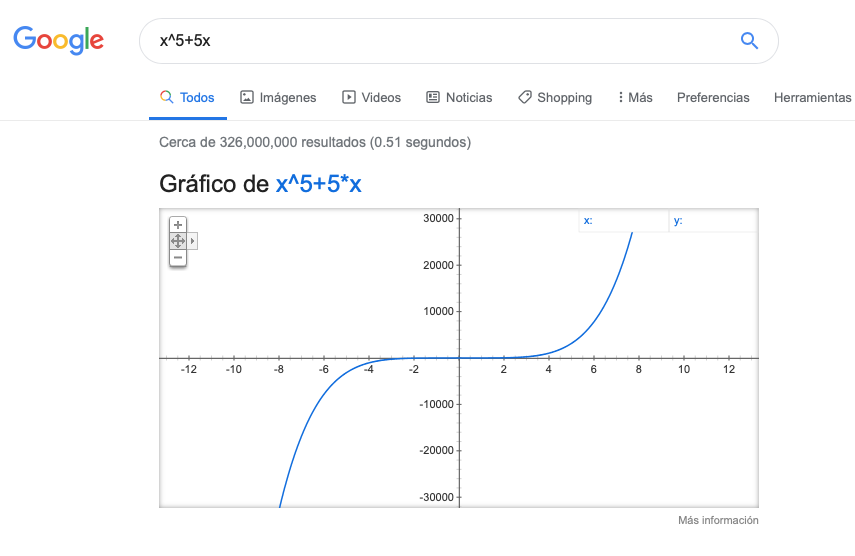 Google x^5+5x
Todos Imágenes Videos Noticias Shopping Más Preferencias Herramientas
Cerca de 326,000,000 resultados (0.51 segundos)
Gráfico de x^5+5*x
30000 x: y:
20000
10000
-12 -10 -8 -6 -4 -2 2 4 6 8 10 12
-10000
-20000
-30000
Más información